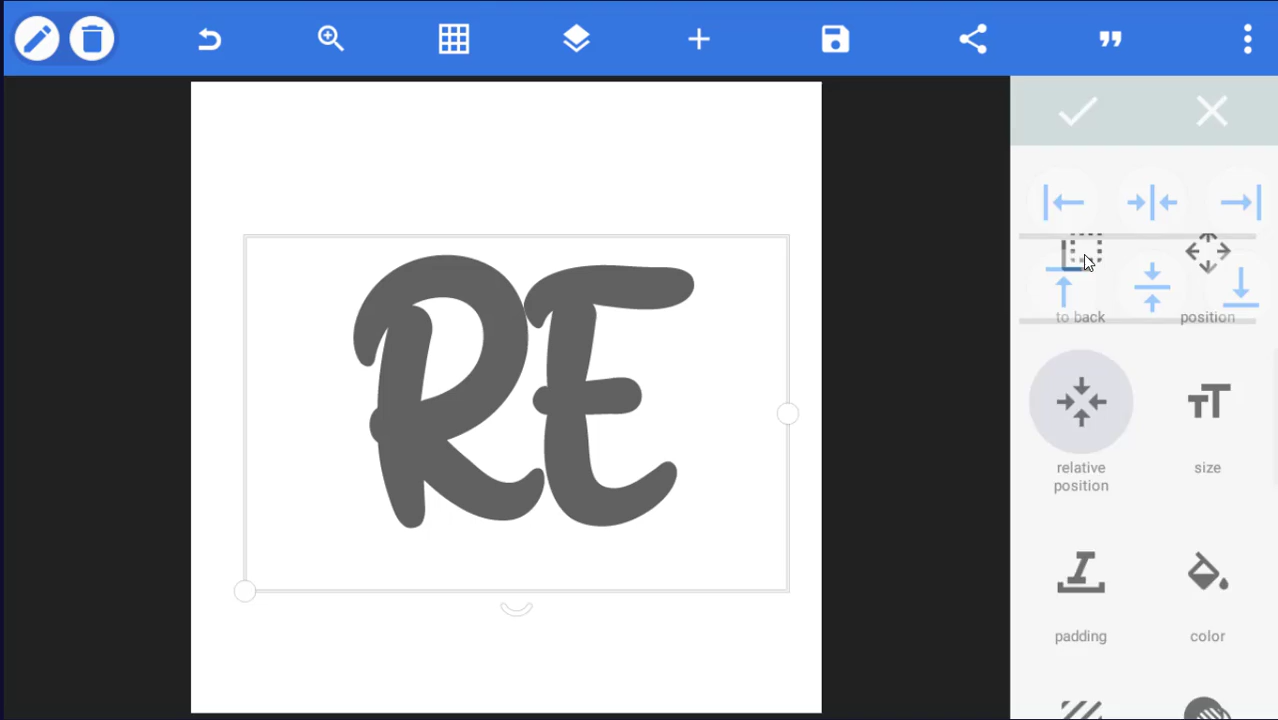 RE
to back
position
relative
position
size
padding
color